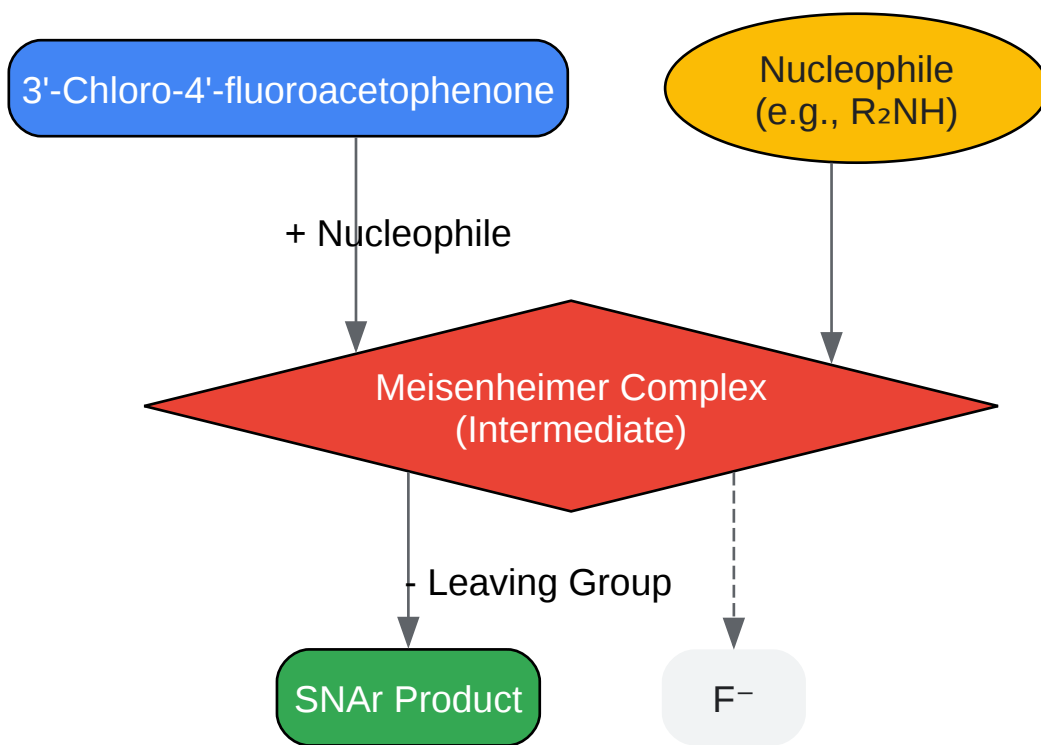 3'-Chloro-4'-fluoroacetophenone
Nucleophile
(e.g., R₂NH)
+ Nucleophile
Meisenheimer Complex
(Intermediate)
- Leaving Group
SNAr Product
F⁻